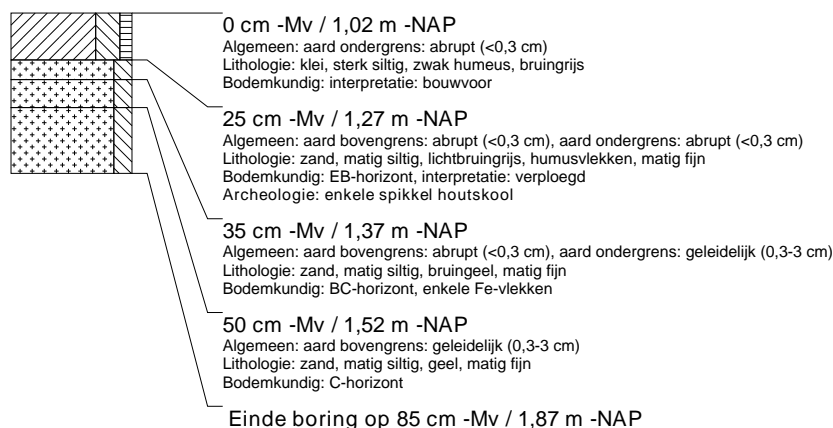 0 cm -Mv / 1,02 m -NAP
Algemeen: aard ondergrens: abrupt (<0,3 cm)
Lithologie: klei, sterk siltig, zwak humeus, bruingrijs
Bodemkundig: interpretatie: bouwvoor
25 cm -Mv / 1,27 m -NAP
Algemeen: aard bovengrens: abrupt (<0,3 cm), aard ondergrens: abrupt (<0,3 cm)
Lithologie: zand, matig siltig, lichtbruingrijs, humusvlekken, matig fijn
Bodemkundig: EB-horizont, interpretatie: verploegd
Archeologie: enkele spikkel houtskool
35 cm -Mv / 1,37 m -NAP
Algemeen: aard bovengrens: abrupt (<0,3 cm), aard ondergrens: geleidelijk (0,3-3 cm)
Lithologie: zand, matig siltig, bruingeel, matig fijn
Bodemkundig: BC-horizont, enkele Fe-vlekken
50 cm -Mv / 1,52 m -NAP
Algemeen: aard bovengrens: geleidelijk (0,3-3 cm)
Lithologie: zand, matig siltig, geel, matig fijn
Bodemkundig: C-horizont
Einde boring op 85 cm -Mv / 1,87 m -NAP